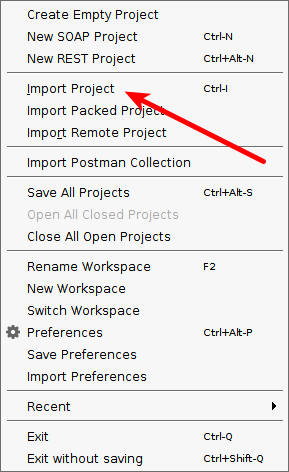 Create Empty Project
New SOAP Project Ctrl-N
New REST Project Ctrl+Alt-N
Import Project Ctrl-I
Import Packed Project
Import Remote Project
Import Postman Collection
Save All Projects Ctrl+Alt-S
Open All Closed Projects
Close All Open Projects
Rename Workspace F2
New Workspace
Switch Workspace
Preferences Ctrl+Alt-P
Save Preferences
Import Preferences
Recent
Exit Ctrl-Q
Exit without saving Ctrl+Shift-Q